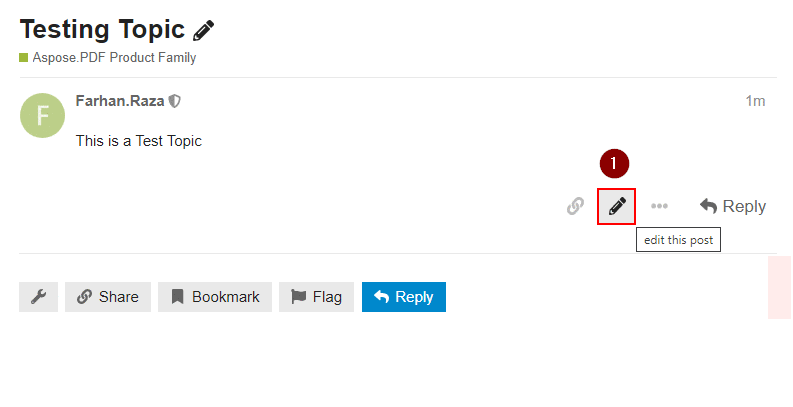 Testing Topic
Aspose.PDF Product Family
F
Farhan.Raza
1m
This is a Test Topic
1
Reply
edit this post
Share
Bookmark
Flag
Reply